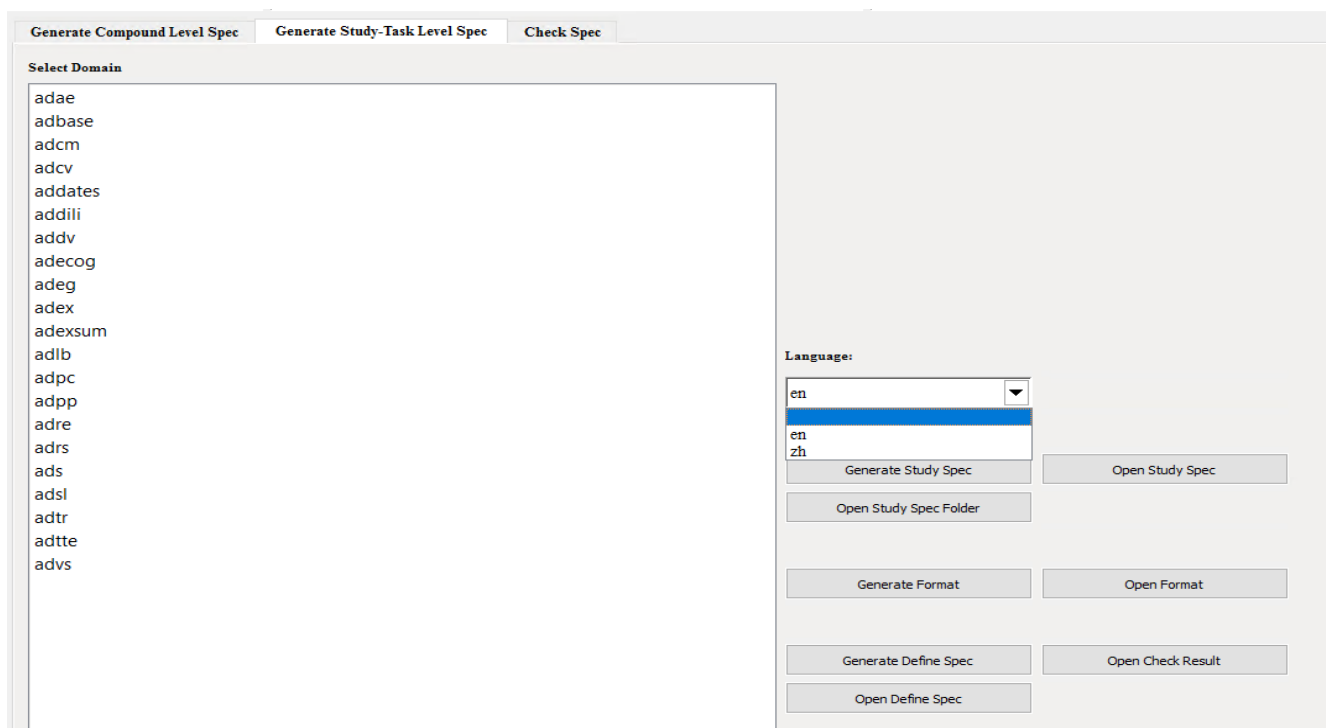 Generate Compound Level Spec Generate Study-Task Level Spec Check Spec
Select Domain
adae
adbase
adcm
adcv
addates
addili
addv
adecog
adeg
adex
adexsum
adlb
adpc
adpp
adre
adrs
ads
adsl
adtr
adtte
advs
Language:
en
en
zh
Generate Study Spec Open Study Spec
Open Study Spec Folder
Generate Format Open Format
Generate Define Spec Open Check Result
Open Define Spec